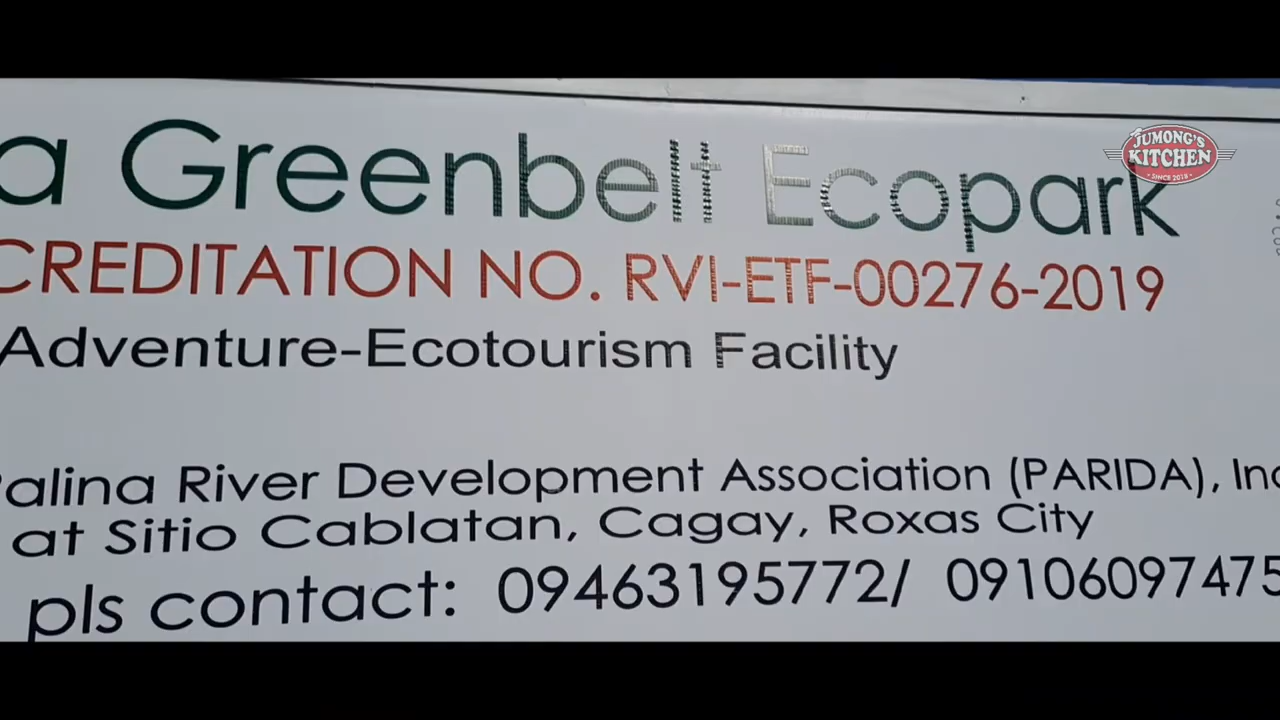 a Greenbelt Ecopark
CREDITATION NO. RVI-ETF-00276-2019
Adventure-Ecotourism Facility
Palina River Development Association (PARIDA), Inc
at Sitio Cablatan, Cagay, Roxas City
pls contact: 09463195772/ 09106097475
JUMONG'S
KITCHEN
SINCE 2018